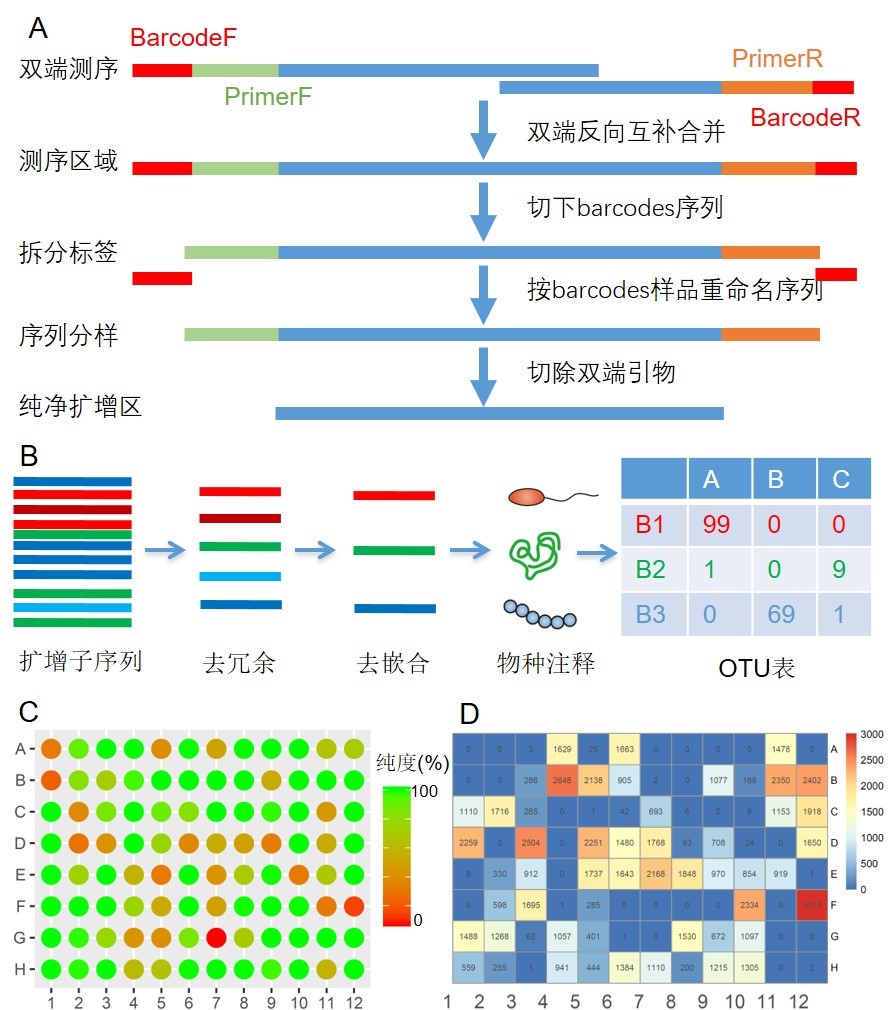 A
BarcodeF
双端测序
PrimerF
PrimerR
BarcodeR
双端反向互补合并
测序区域
切下barcodes序列
拆分标签
按barcodes样品重命名序列
序列分样
切除双端引物
纯净扩增区
B
A B C
B1 99 0 0
B2 1 0 9
B3 0 69 1
扩增子序列 去冗余 去嵌合 物种注释 OTU表
C
A
B
C
D
E
F
G
H
1 2 3 4 5 6 7 8 9 10 11 12
纯度(%)
100
0
D
0 0 3 1629 25 1663 0 0 0 0 1478 0 A
0 0 286 2648 2138 905 2 0 1077 168 2350 2402 B
1110 1716 265 0 1 42 693 6 0 8 1153 1918 C
2259 0 2504 0 2251 1480 1768 93 708 24 0 1650 D
8 330 912 0 1737 1643 2168 1848 970 854 919 1 E
0 598 1695 1 285 0 0 0 0 2334 0 F
1488 1268 62 1057 401 1 0 1530 672 1097 0 0 G
559 255 1 941 444 1384 1110 200 1215 1305 0 2 H
1 2 3 4 5 6 7 8 9 10 11 12
3000
2500
2000
1500
1000
500
0